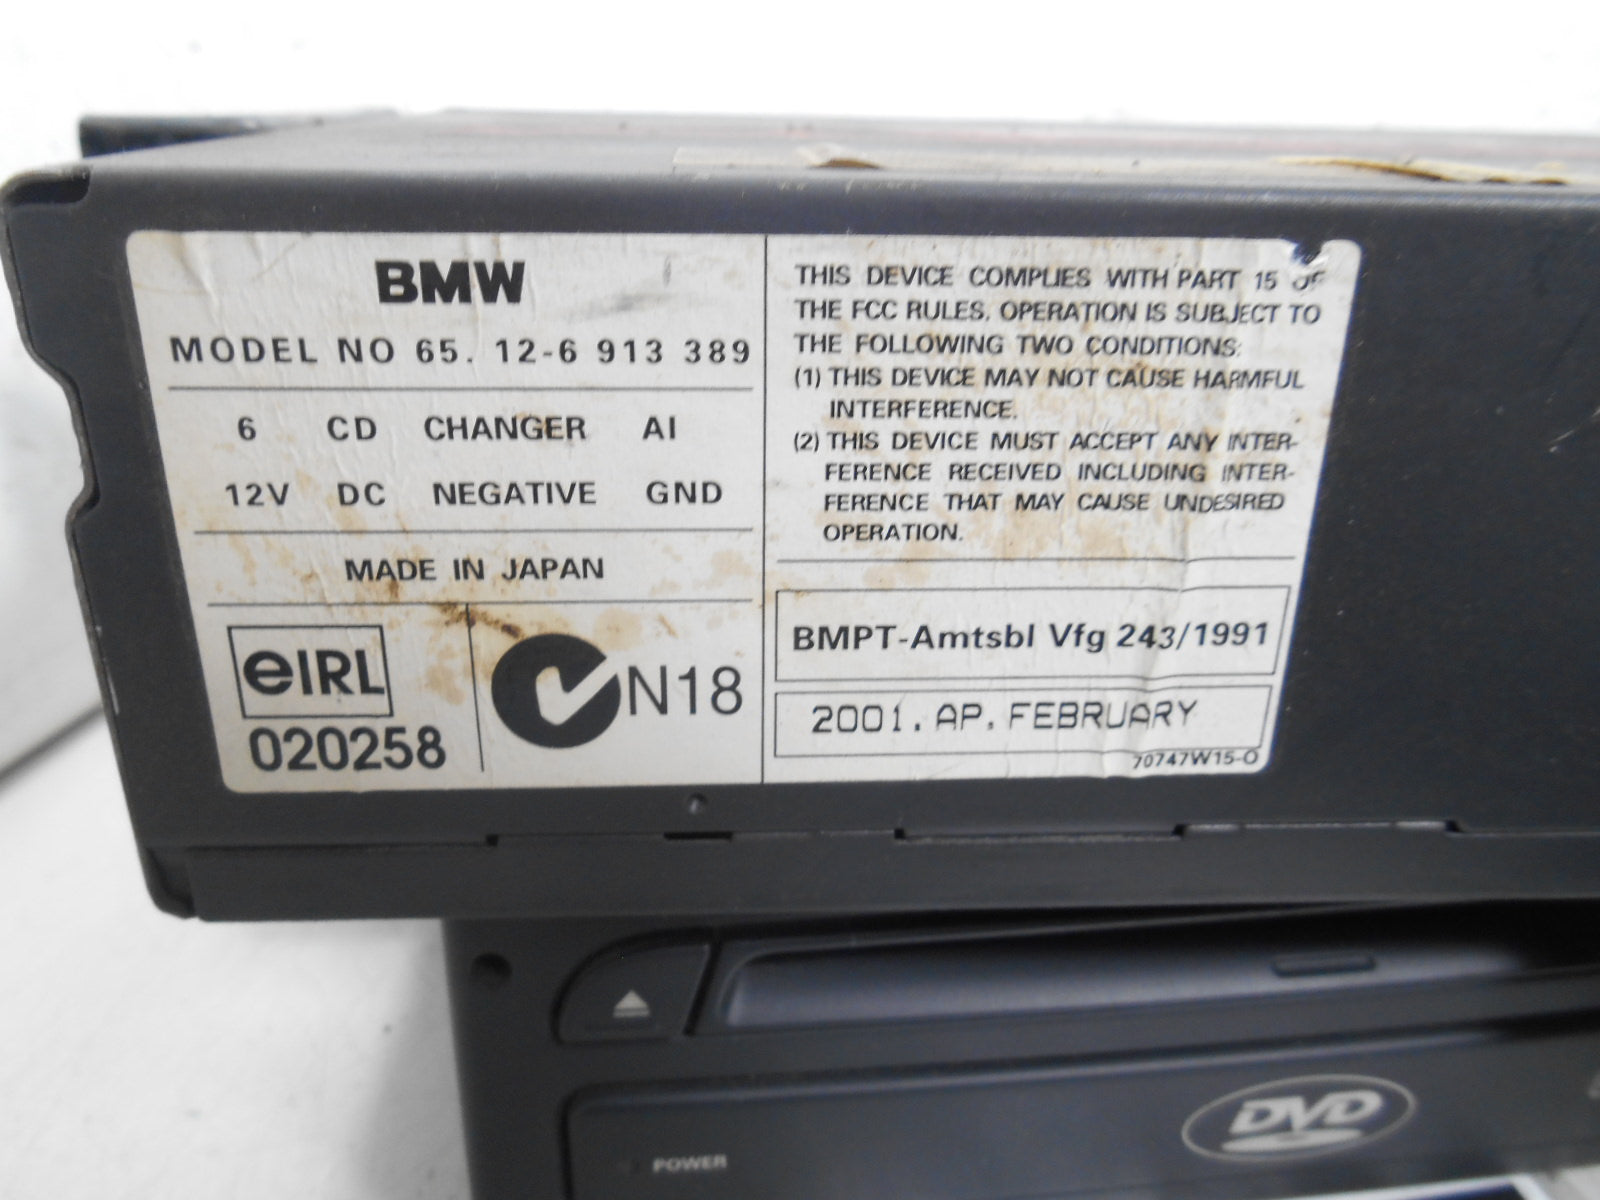 BMW
MODEL NO 65. 12-6 913 389
6 CD CHANGER AI
12V DC NEGATIVE GND
MADE IN JAPAN
eIRL
020258
N18
THIS DEVICE COMPLIES WITH PART 15 OF
THE FCC RULES. OPERATION IS SUBJECT TO
THE FOLLOWING TWO CONDITIONS:
(1) THIS DEVICE MAY NOT CAUSE HARMFUL
INTERFERENCE.
(2) THIS DEVICE MUST ACCEPT ANY INTER-
FERENCE RECEIVED INCLUDING INTER-
FERENCE THAT MAY CAUSE UNDESIRED
OPERATION.
BMPT-Amtsbl Vfg 243/1991
2001. AP. FEBRUARY
70747W15-O
DVD
POWER